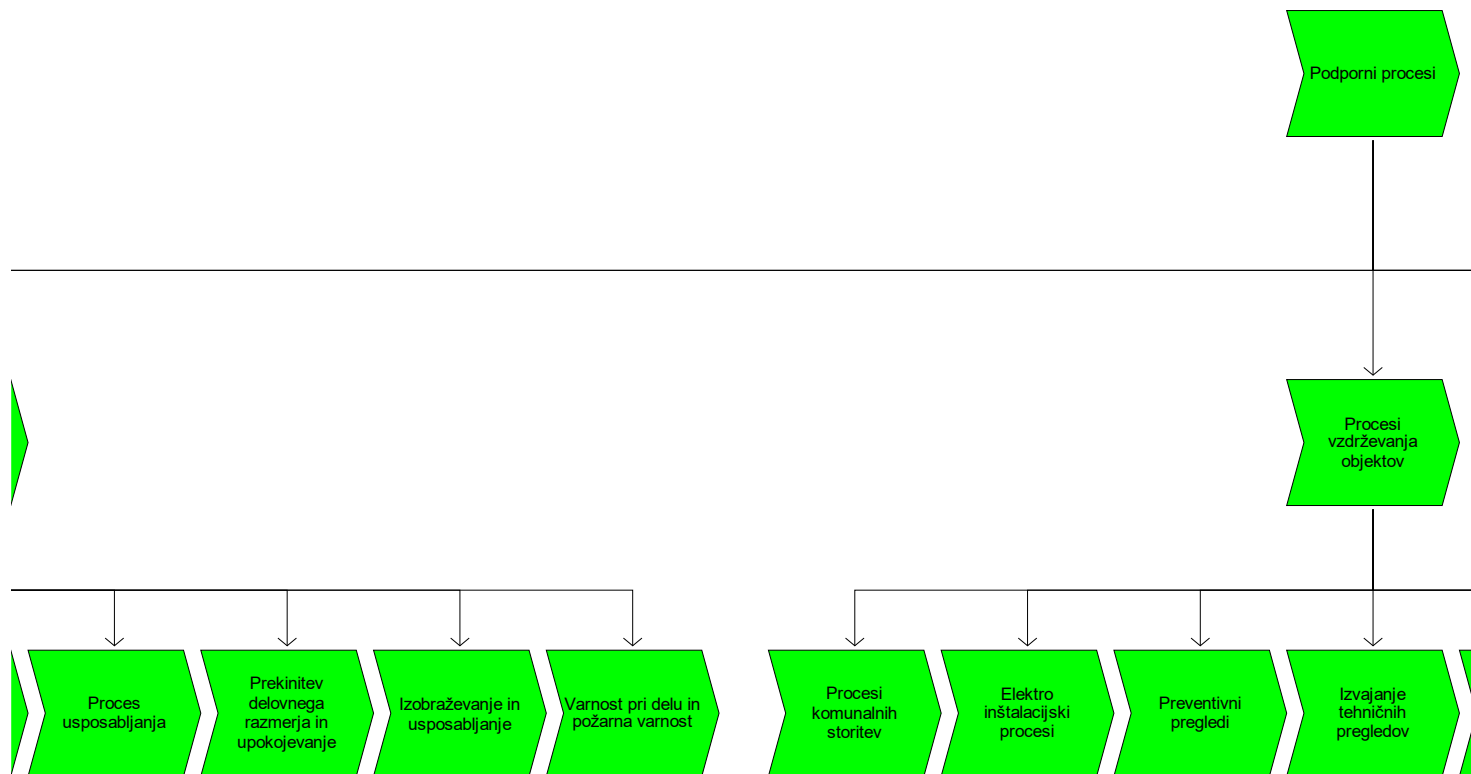 Podporni procesi
Procesi
vzdrževanja
objektov
Proces
usposabljanja
Prekinitev
delovnega
razmerja in
upokojevanje
Izobraževanje in
usposabljanje
Varnost pri delu in
požarna varnost
Procesi
komunalnih
storitev
Elektro
inštalacijski
procesi
Preventivni
pregledi
Izvajanje
tehničnih
pregledov